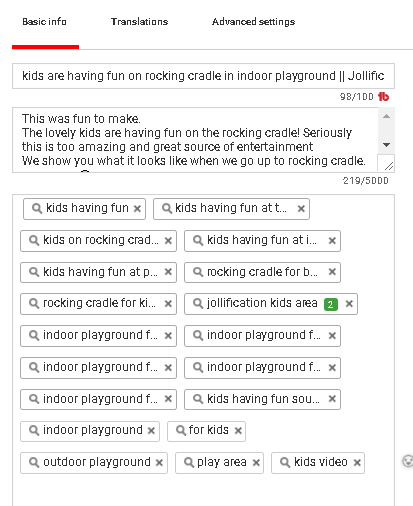 Basic info Translations Advanced settings
kids are having fun on rocking cradle in indoor playground || Jollific
98/100 tb
This was fun to make.
The lovely kids are having fun on the rocking cradle! Seriously
this is too amazing and great source of entertainment
We show you what it looks like when we go up to rocking cradle.
219/5000
kids having fun × kids having fun at t... ×
kids on rocking crad... × kids having fun at i... ×
kids having fun at p... × rocking cradle for b... ×
rocking cradle for ki... × jollification kids area 2 ×
indoor playground f... × indoor playground f... ×
indoor playground f... × indoor playground f... ×
indoor playground f... × kids having fun sou... ×
indoor playground × for kids ×
outdoor playground × play area × kids video ×